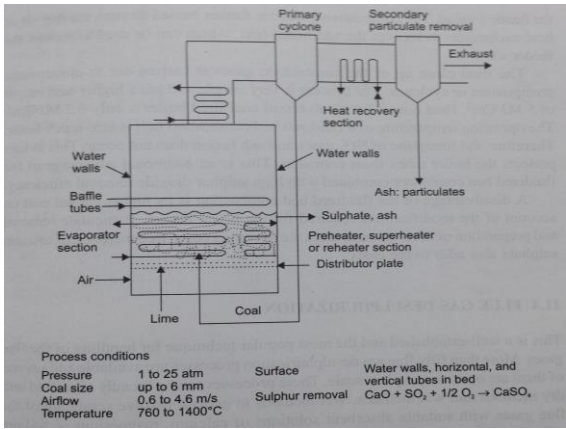 Primary
cyclone
Secondary
particulate removal
Exhaust
Heat recovery
section
Water
walls
Water walls
Ash: particulates
Baffle
tubes
Sulphate, ash
Evaporator
section
Preheater, superheater
or reheater section
Distributor plate
Air
Lime
Coal
Process conditions
Pressure 1 to 25 atm
Coal size up to 6 mm
Airflow 0.6 to 4.6 m/s
Temperature 760 to 1400°C
Surface Water walls, horizontal, and
vertical tubes in bed
Sulphur removal CaO + SO₂ + 1/2 O₂ → CaSO₄